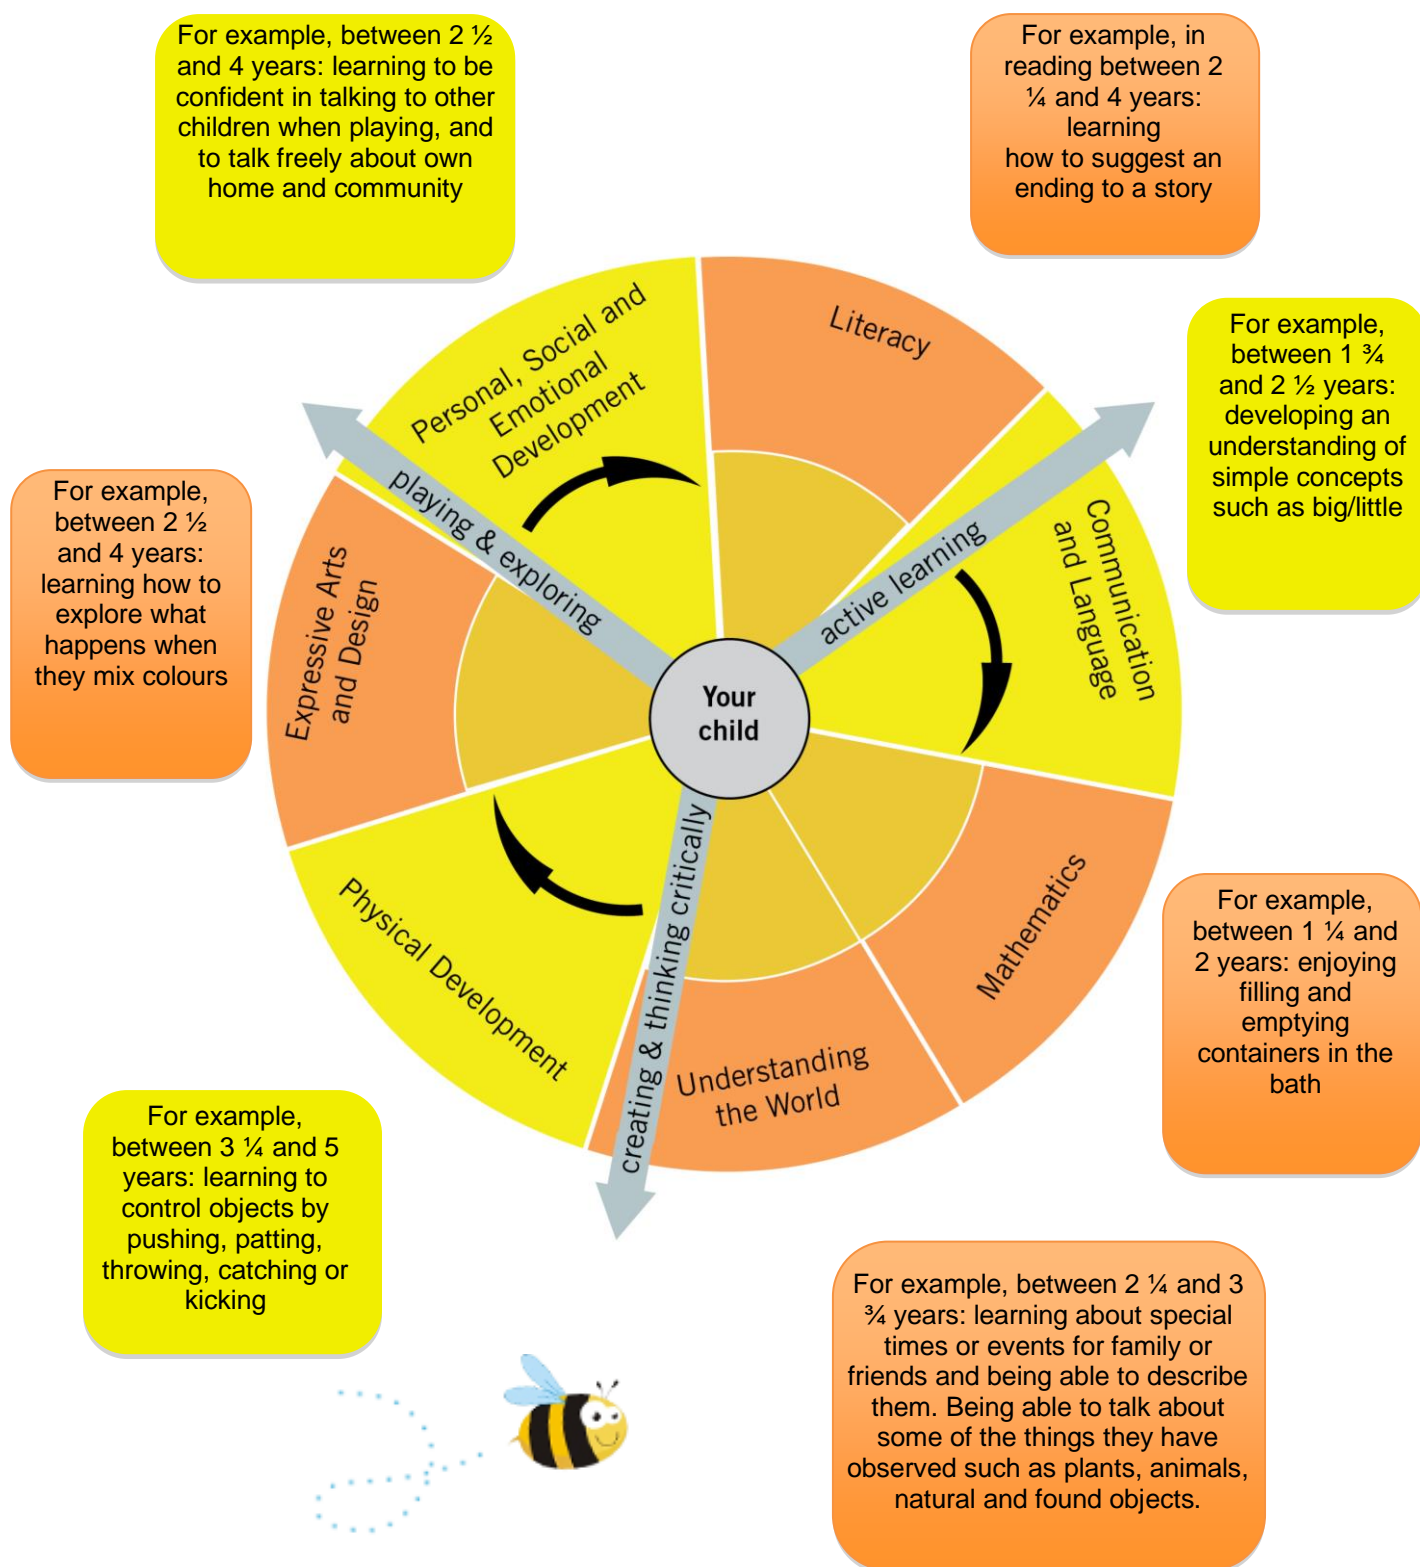 For example, between 2 ½
and 4 years: learning to be
confident in talking to other
children when playing, and
to talk freely about own
home and community
For example, in
reading between 2
¼ and 4 years:
learning
how to suggest an
ending to a story
For example,
between 1 ¾
and 2 ½ years:
developing an
understanding of
simple concepts
such as big/little
For example,
between 2 ½
and 4 years:
learning how to
explore what
happens when
they mix colours
Personal, Social and
Emotional
Development
Literacy
Communication
and Language
playing & exploring
active learning
Expressive Arts
and Design
Your
child
Physical Development
creating & thinking critically
Understanding
the World
Mathematics
For example,
between 1 ¼ and
2 years: enjoying
filling and
emptying
containers in the
bath
For example,
between 3 ¼ and 5
years: learning to
control objects by
pushing, patting,
throwing, catching or
kicking
For example, between 2 ¼ and 3
¾ years: learning about special
times or events for family or
friends and being able to describe
them. Being able to talk about
some of the things they have
observed such as plants, animals,
natural and found objects.